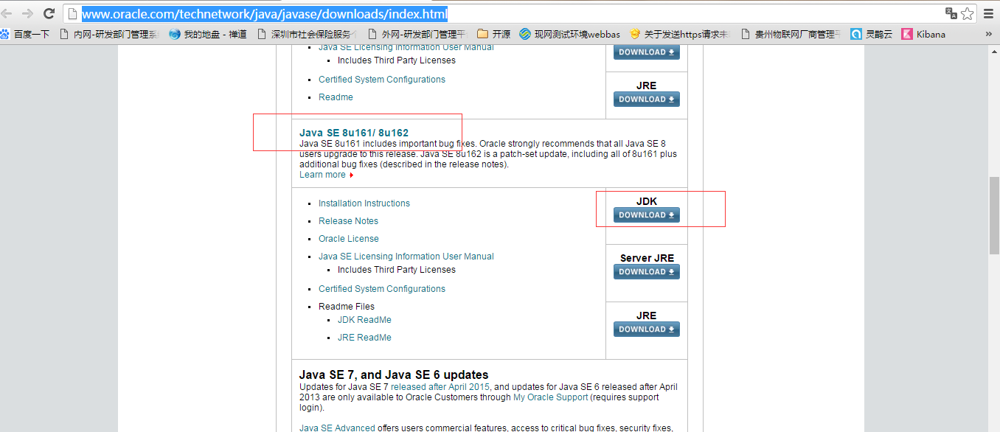 www.oracle.com/technetwork/java/javase/downloads/index.html
百度一下 内网-研发部门管理系 我的地盘 - 禅道 深圳市社会保险服务 外网-研发部门管理平 开源 现网测试环境webbas 关于发送https请求未 贵州物联网厂商管理平 灵鹊云 Kibana »
Java SE Licensing Information User Manual
DOWNLOAD
Includes Third Party Licenses
Certified System Configurations
JRE
Readme
DOWNLOAD
Java SE 8u161/ 8u162
Java SE 8u161 includes important bug fixes. Oracle strongly recommends that all Java SE 8
users upgrade to this release. Java SE 8u162 is a patch-set update, including all of 8u161 plus
additional bug fixes (described in the release notes).
Learn more
Installation Instructions
JDK
DOWNLOAD
Release Notes
Oracle License
Java SE Licensing Information User Manual
Server JRE
Includes Third Party Licenses
DOWNLOAD
Certified System Configurations
Readme Files
JRE
JDK ReadMe
DOWNLOAD
JRE ReadMe
Java SE 7, and Java SE 6 updates
Updates for Java SE 7 released after April 2015, and updates for Java SE 6 released after April
2013 are only available to Oracle Customers through My Oracle Support (requires support
login).
Java SE Advanced offers users commercial features, access to critical bug fixes, security fixes,